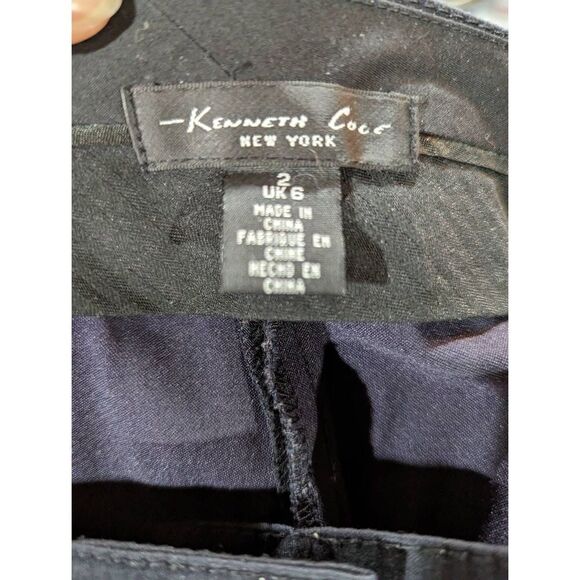 —Kenneth Cole
NEW YORK
2
UK 6
MADE IN
CHINA
FABRIQUE EN
CHINE
HECHO EN
CHINA